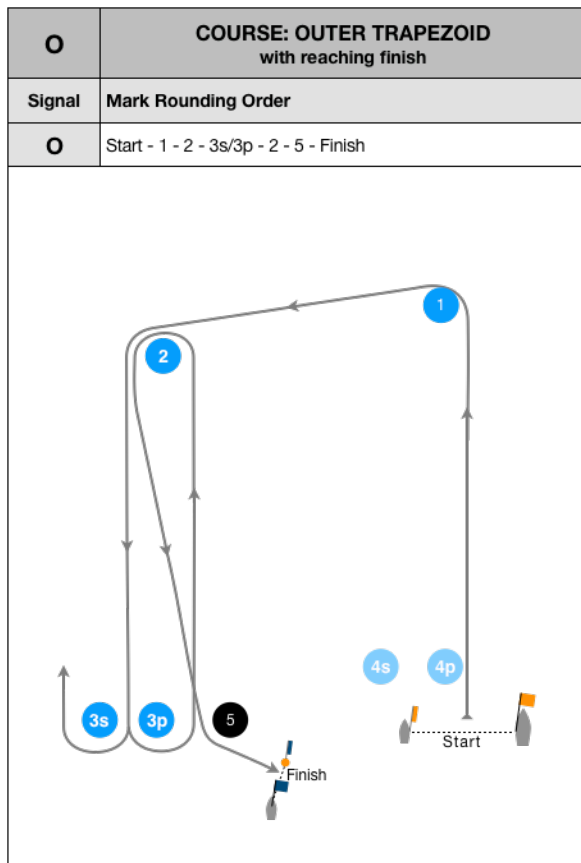 O
COURSE: OUTER TRAPEZOID
with reaching finish
Signal
Mark Rounding Order
O
Start - 1 - 2 - 3s/3p - 2 - 5 - Finish
1
2
4s
4p
3s
3p
5
Start
Finish